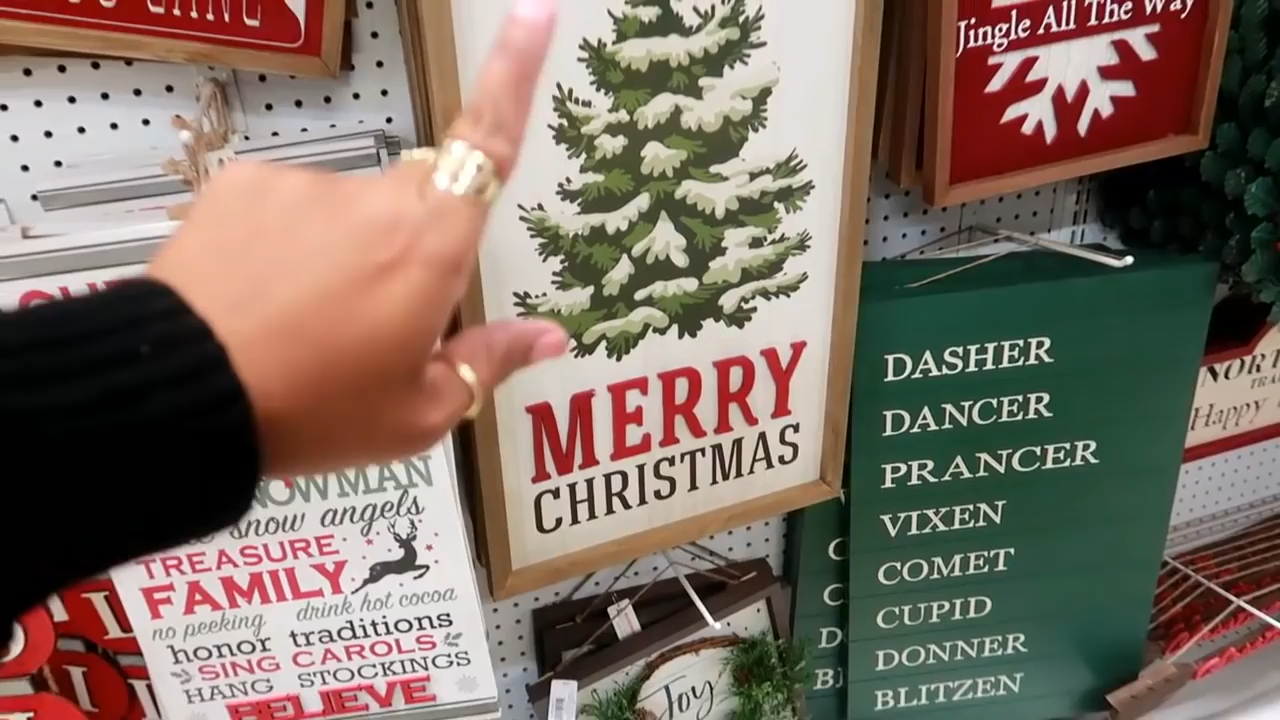 Jingle All The Way
MERRY
CHRISTMAS
DASHER
DANCER
PRANCER
VIXEN
COMET
CUPID
DONNER
BLITZEN
Happy
snow angels
TREASURE
FAMILY
no peeking drink hot cocoa
honor traditions
SING CAROLS
HANG STOCKINGS
BELIEVE
Joy